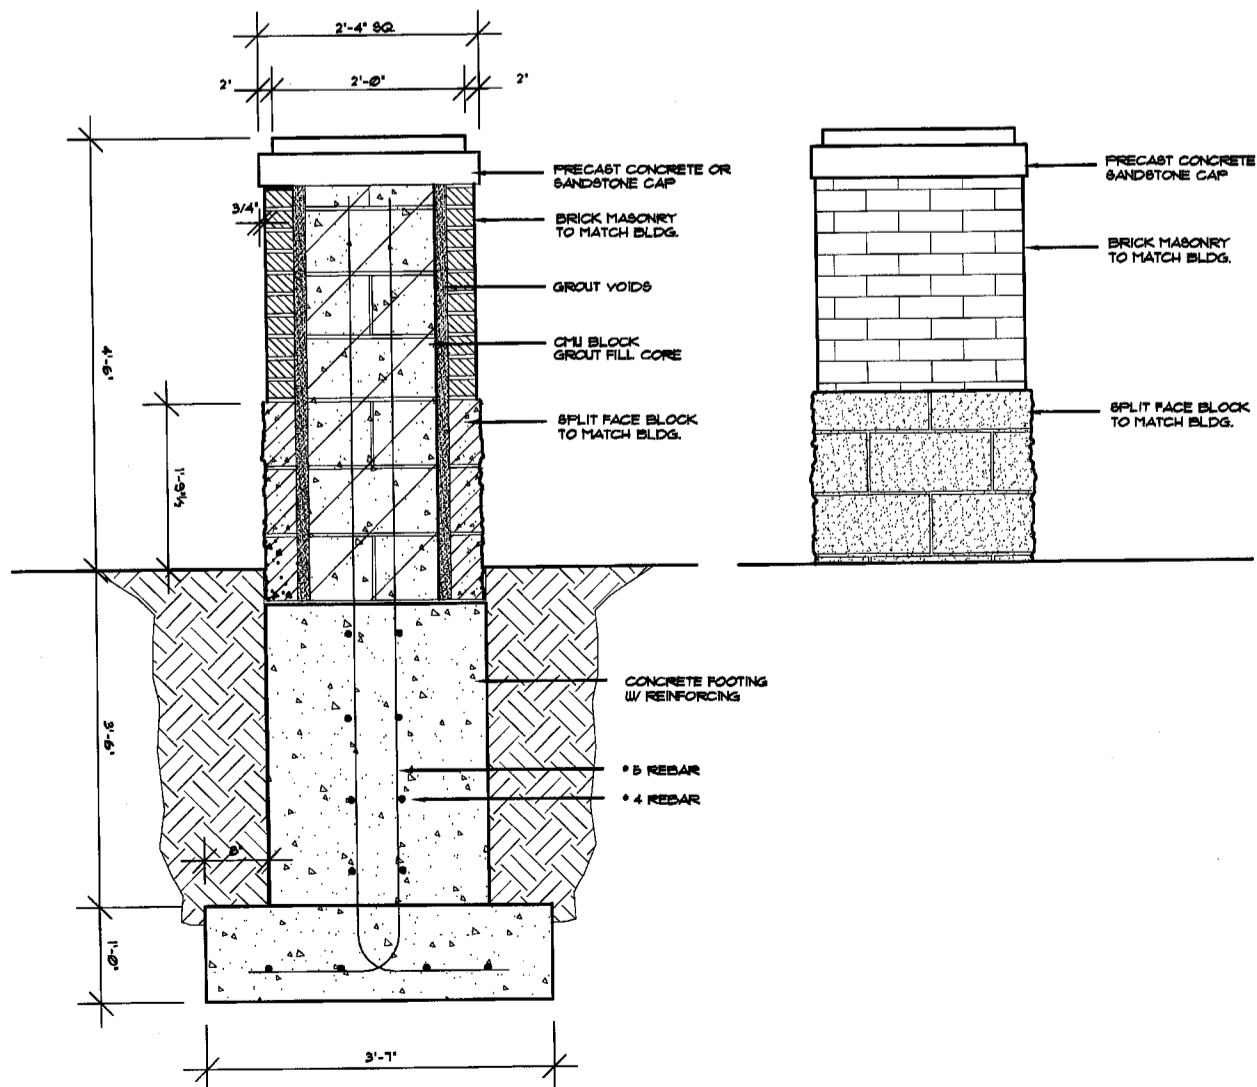 2'-4" SQ.
2" 2'-0" 2"
PRECAST CONCRETE OR
SANDSTONE CAP
3/4"
BRICK MASONRY
TO MATCH BLDG.
GROUT VOIDS
CMU BLOCK
GROUT FILL CORE
4'-6"
SPLIT FACE BLOCK
TO MATCH BLDG.
CONCRETE FOOTING
W/ REINFORCING
3'-6"
#5 REBAR
#4 REBAR
8"
1'-0"
3'-7"
PRECAST CONCRETE
SANDSTONE CAP
BRICK MASONRY
TO MATCH BLDG.
SPLIT FACE BLOCK
TO MATCH BLDG.